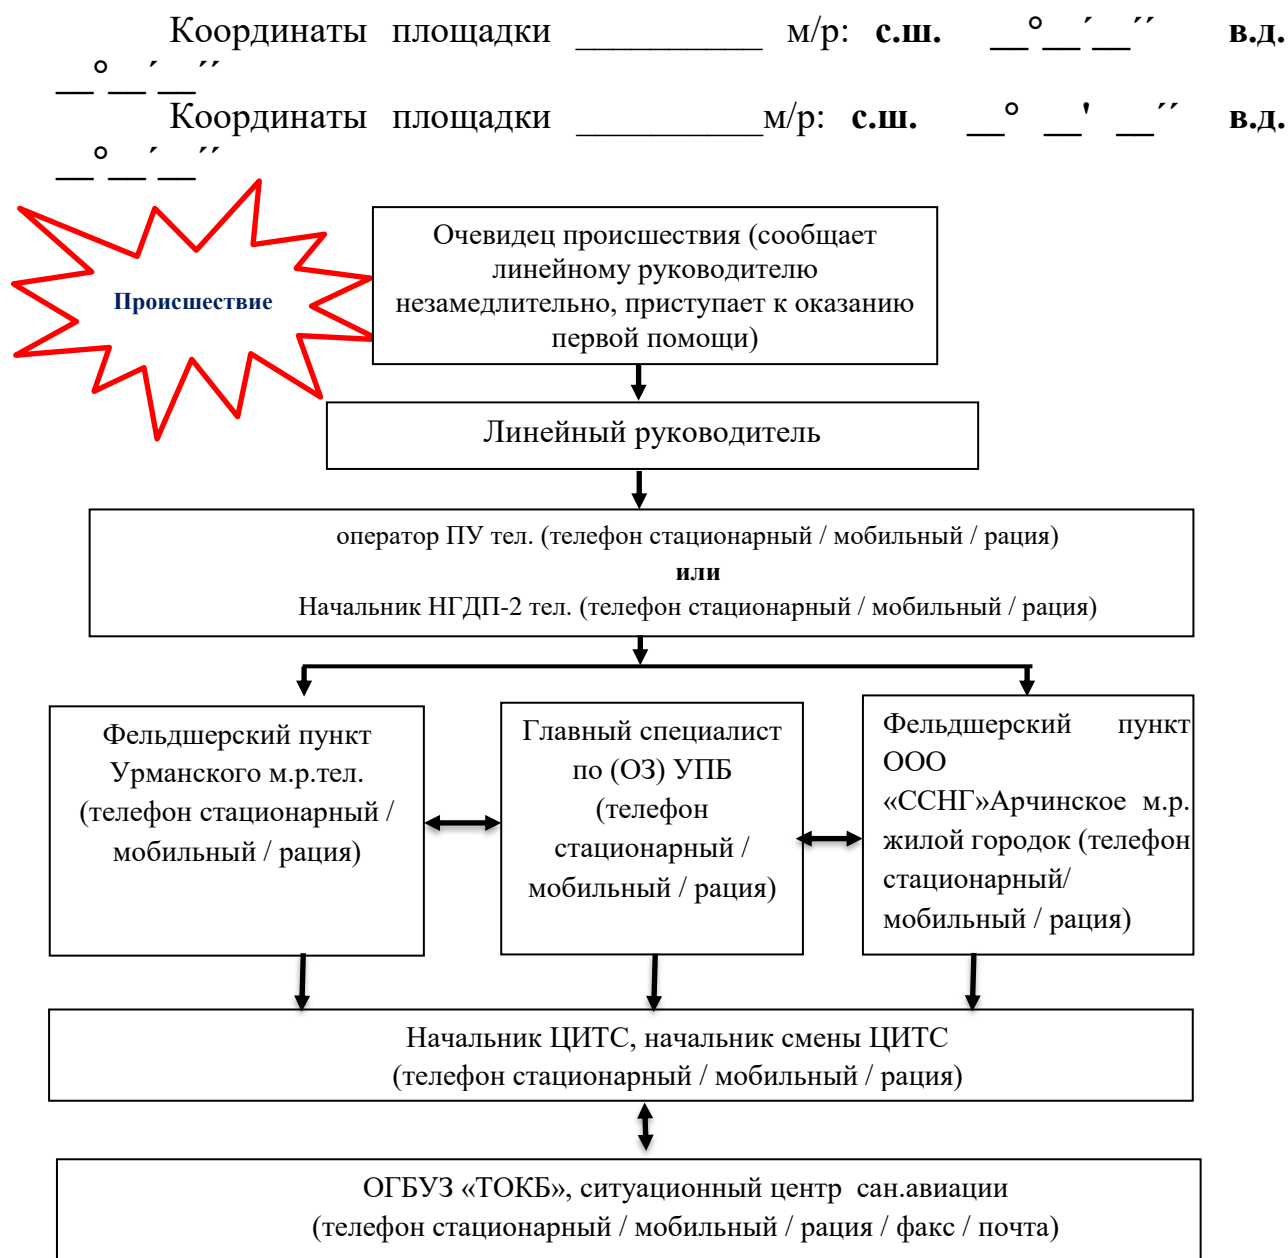 Координаты площадки __________ м/р: с.ш. __°__´__´´ в.д.
__°__´__´´
Координаты площадки __________м/р: с.ш. __° __' __´´ в.д.
__°__´__´´
Происшествие
Очевидец происшествия (сообщает
линейному руководителю
незамедлительно, приступает к оказанию
первой помощи)
Линейный руководитель
оператор ПУ тел. (телефон стационарный / мобильный / рация)
или
Начальник НГДП-2 тел. (телефон стационарный / мобильный / рация)
Фельдшерский пункт
Урманского м.р.тел.
(телефон стационарный /
мобильный / рация)
Главный специалист
по (ОЗ) УПБ
(телефон
стационарный /
мобильный / рация)
Фельдшерский пункт
ООО
«ССНГ»Арчинское м.р.
жилой городок (телефон
стационарный/
мобильный / рация)
Начальник ЦИТС, начальник смены ЦИТС
(телефон стационарный / мобильный / рация)
ОГБУЗ «ТОКБ», ситуационный центр сан.авиации
(телефон стационарный / мобильный / рация / факс / почта)